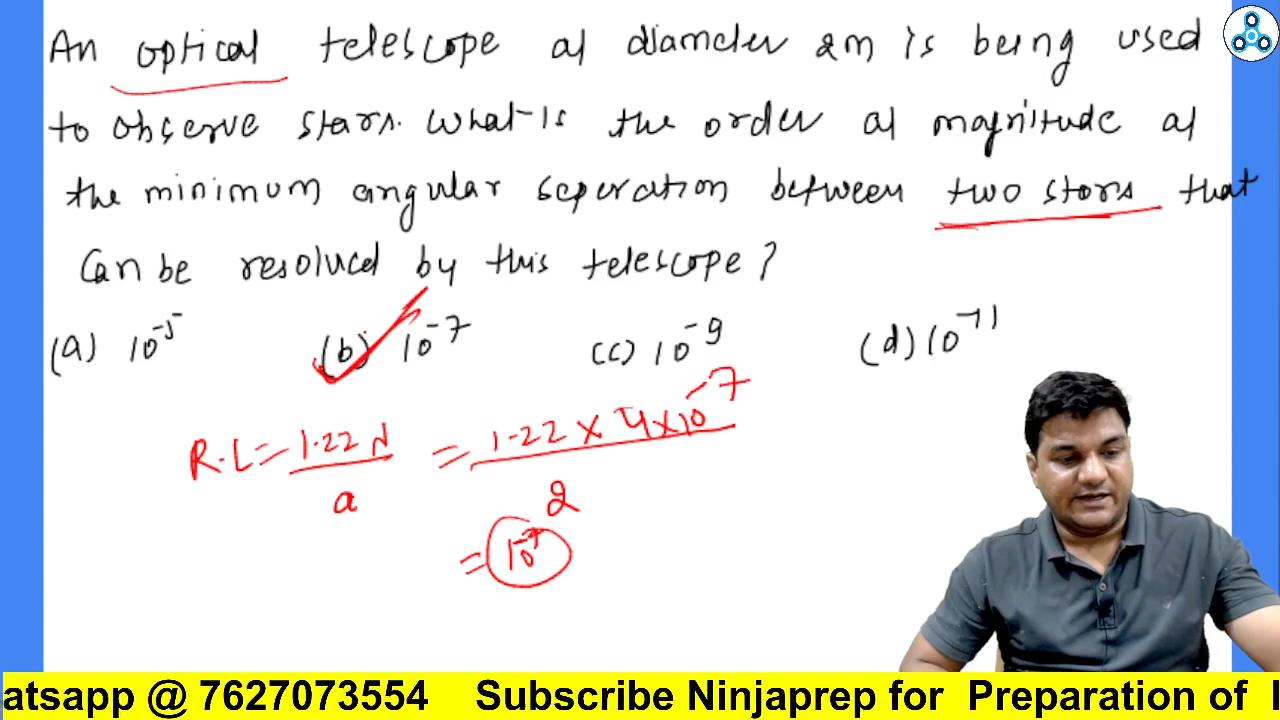 An optical telescope of diameter 2m is being used
to observe stars. What is the order of magnitude of
the minimum angular seperation between two stars that
Can be resolved by this telescope?
(a) 10^-5 (b) 10^-7 (c) 10^-9 (d) 10^-11
R.L = 1.22 λ / a = 1.22 × 4×10^-7 / 2
= 10^-7
atsapp @ 7627073554 Subscribe Ninjaprep for Preparation of I